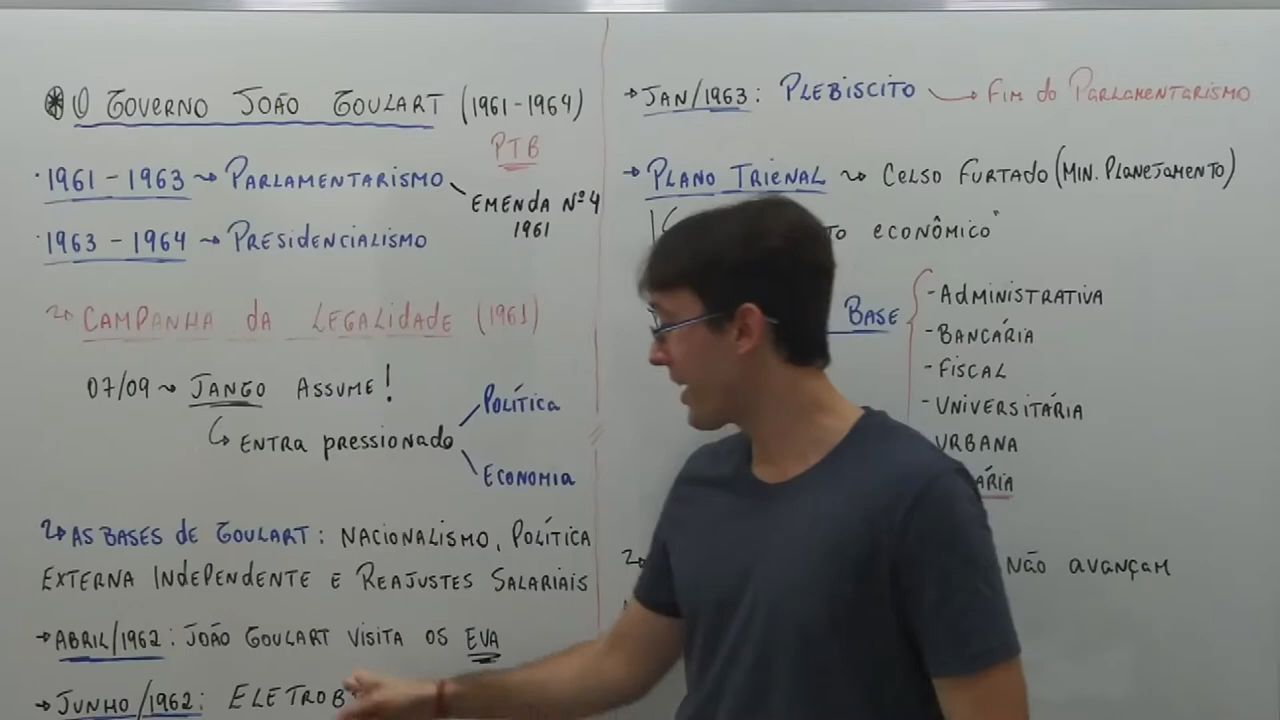 O GOVERNO JOÃO GOULART (1961-1964)
PTB
1961 - 1963 PARLAMENTARISMO
EMENDA Nº 4
1961
1963 - 1964 PRESIDENCIALISMO
CAMPANHA da LEGALIDADE (1961)
07/09 JANGO ASSUME!
ENTRA PRESSIONADO
POLÍTICA
ECONOMIA
AS BASES DE GOULART: NACIONALISMO, POLÍTICA
EXTERNA INDEPENDENTE E REAJUSTES SALARIAIS
ABRIL/1962: JOÃO GOULART VISITA OS EVA
JUNHO/1962:
JAN/1963: PLEBISCITO FIM do PARLAMENTARISMO
PLANO TRIENAL CELSO FURTADO (MIN. PLANEJAMENTO)
ECONÔMICO"
BASE
- ADMINISTRATIVA
- BANCÁRIA
- FISCAL
- UNIVERSITÁRIA
URBANA
NÃO AVANÇAM